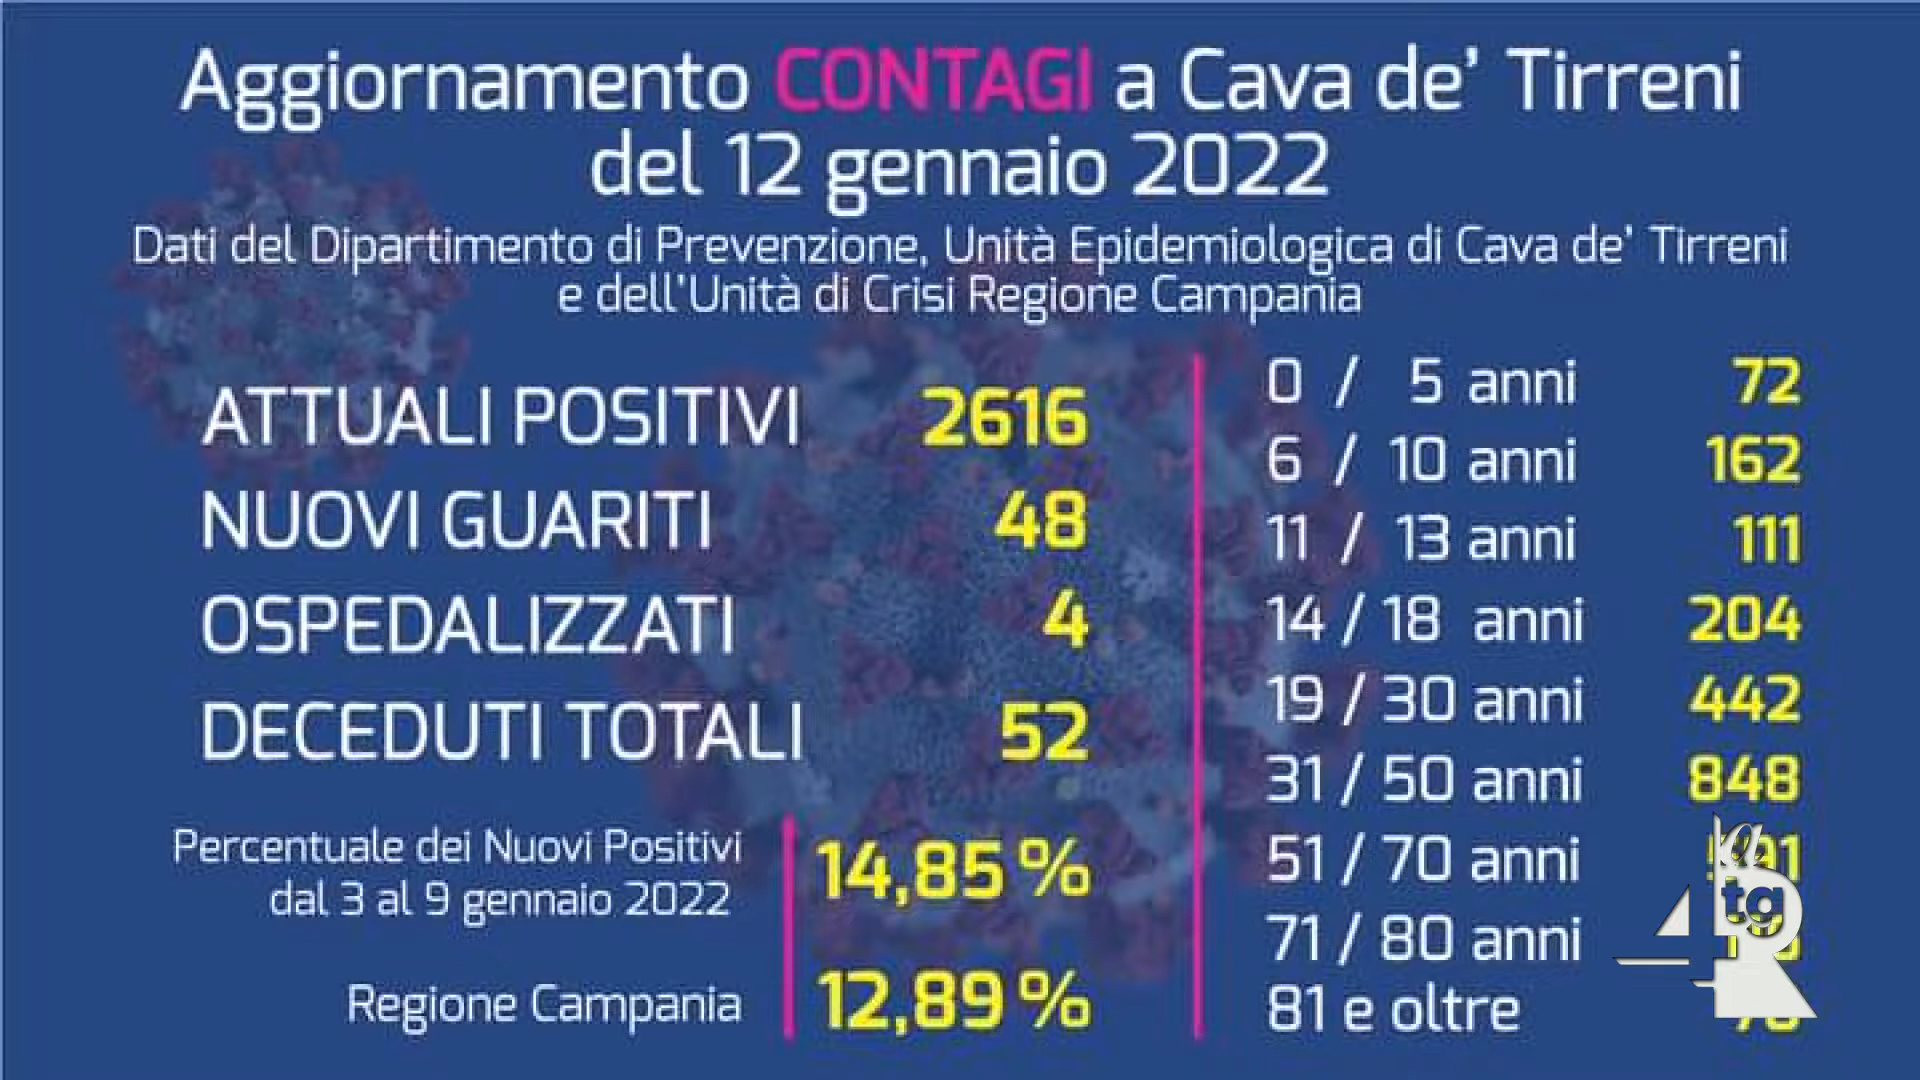 Aggiornamento CONTAGI a Cava de’ Tirreni
del 12 gennaio 2022
Dati del Dipartimento di Prevenzione, Unità Epidemiologica di Cava de’ Tirreni
e dell’Unità di Crisi Regione Campania
ATTUALI POSITIVI 2616
NUOVI GUARITI 48
OSPEDALIZZATI 4
DECEDUTI TOTALI 52
Percentuale dei Nuovi Positivi
dal 3 al 9 gennaio 2022 14,85 %
Regione Campania 12,89 %
0 / 5 anni 72
6 / 10 anni 162
11 / 13 anni 111
14 / 18 anni 204
19 / 30 anni 442
31 / 50 anni 848
51 / 70 anni
71 / 80 anni
81 e oltre
tg